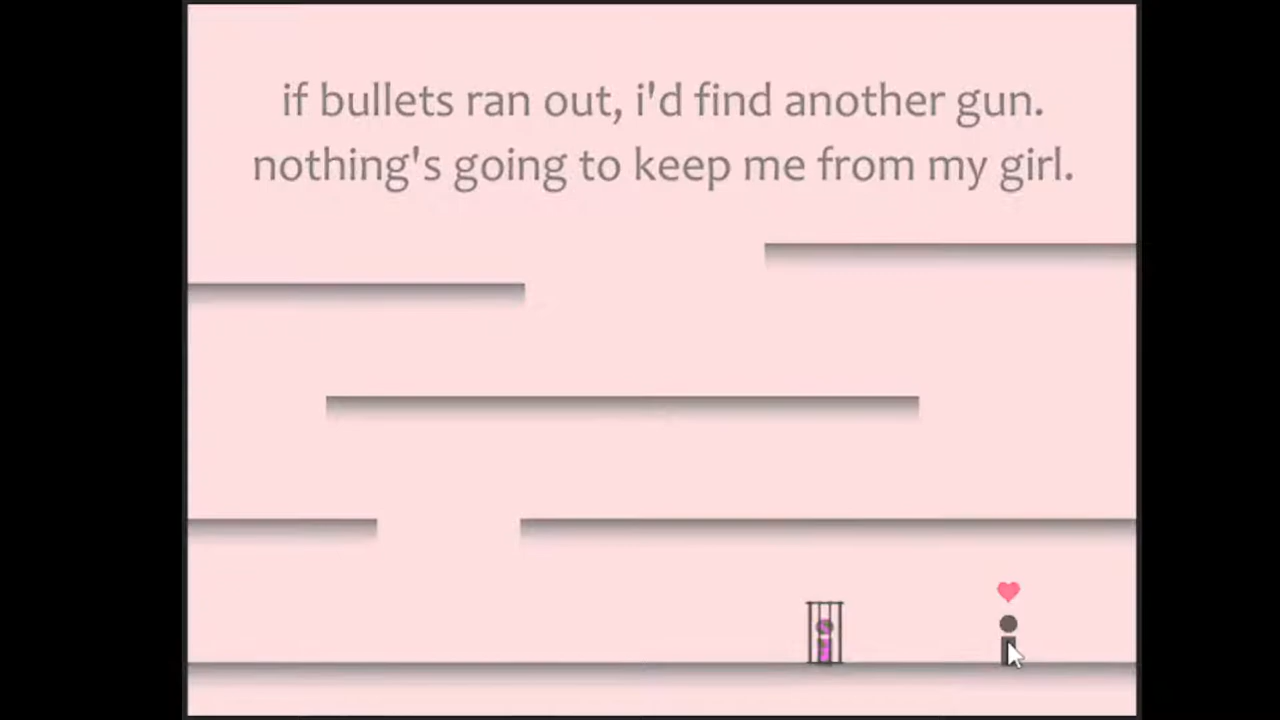 if bullets ran out, i'd find another gun.
nothing's going to keep me from my girl.